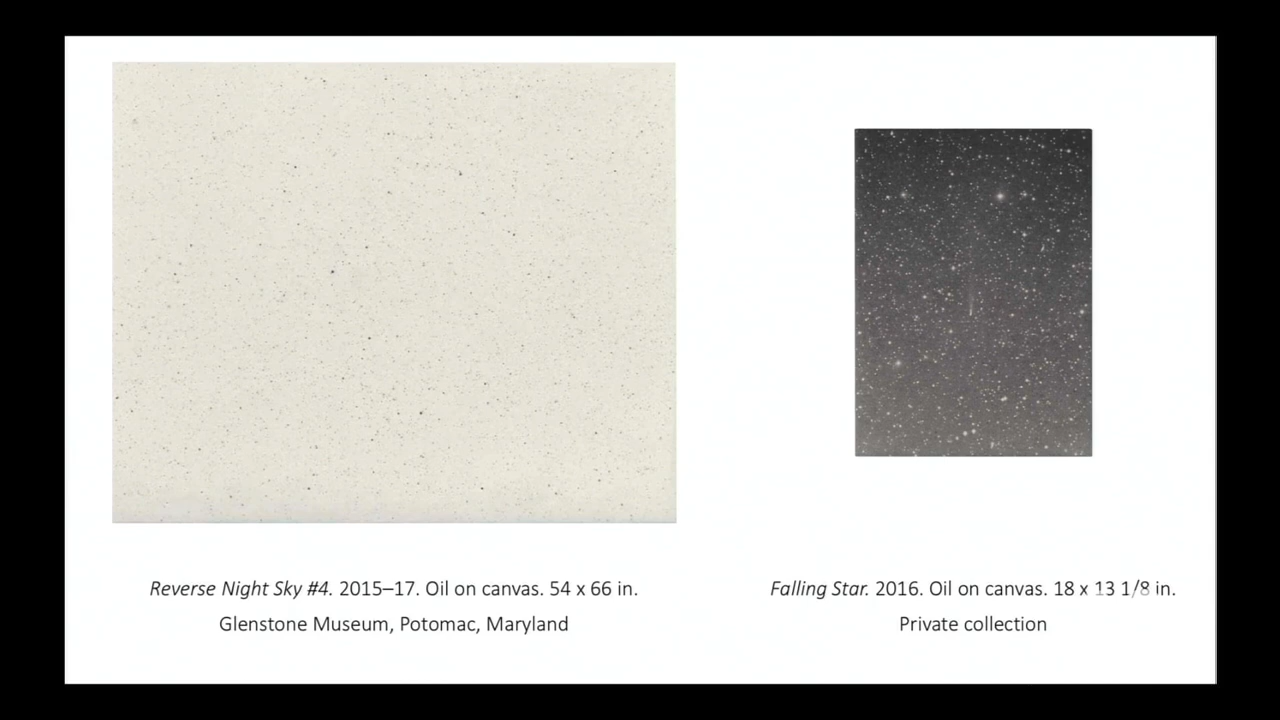 Reverse Night Sky #4. 2015–17. Oil on canvas. 54 x 66 in.
Glenstone Museum, Potomac, Maryland
Falling Star. 2016. Oil on canvas. 18 x 13 1/8 in.
Private collection